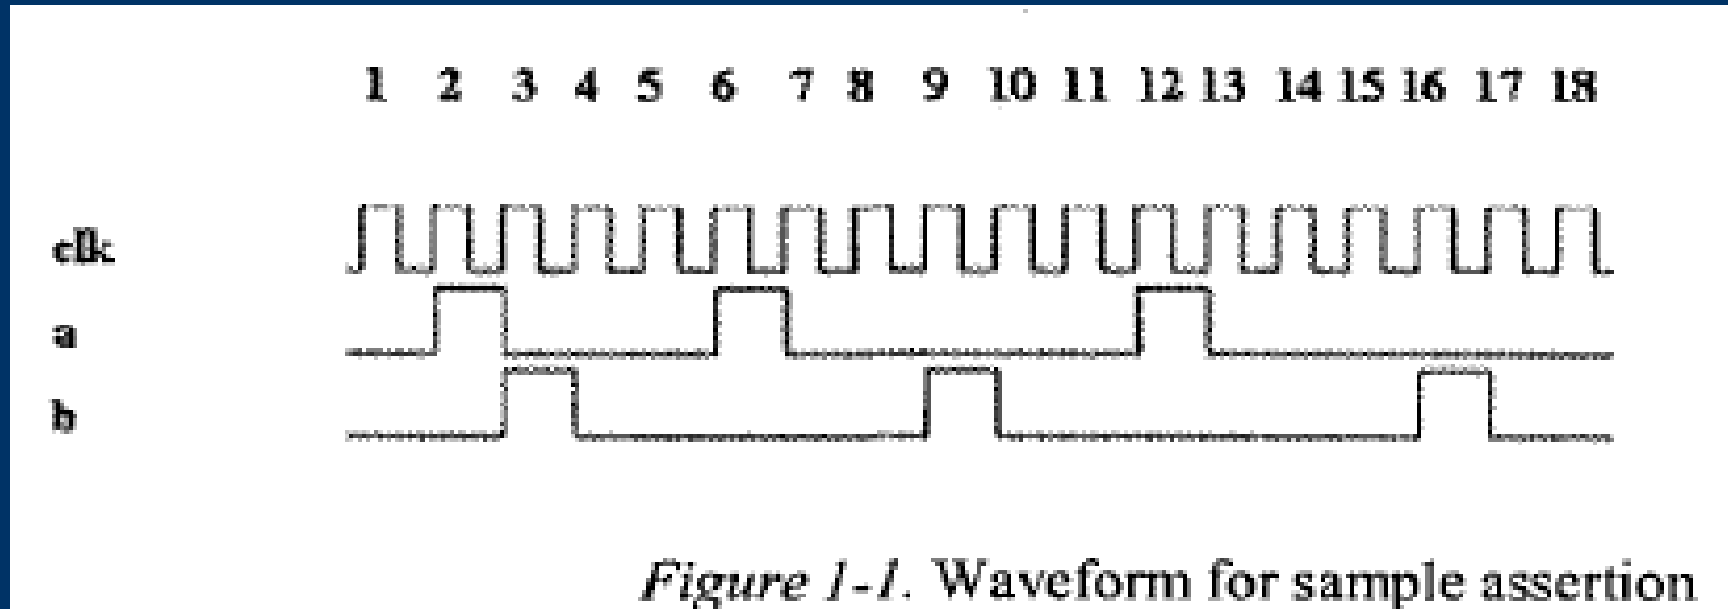 1 2 3 4 5 6 7 8 9 10 11 12 13 14 15 16 17 18
clk
a
b
Figure 1-1. Waveform for sample assertion